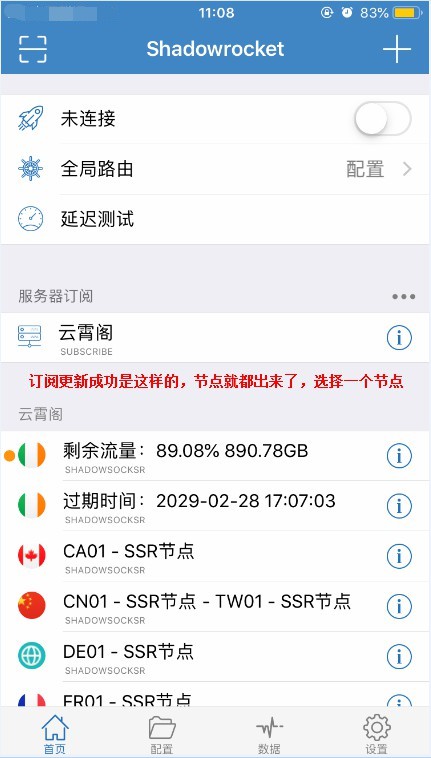 11:08
83%
Shadowrocket
未连接
全局路由
配置
延迟测试
服务器订阅
云霄阁
SUBSCRIBE
订阅更新成功是这样的，节点就都出来了，选择一个节点
云霄阁
剩余流量：89.08% 890.78GB
SHADOWSOCKSR
过期时间：2029-02-28 17:07:03
SHADOWSOCKSR
CA01 - SSR节点
SHADOWSOCKSR
CN01 - SSR节点 - TW01 - SSR节点
SHADOWSOCKSR
DE01 - SSR节点
SHADOWSOCKSR
FR01 - SSR节点
首页
配置
数据
设置